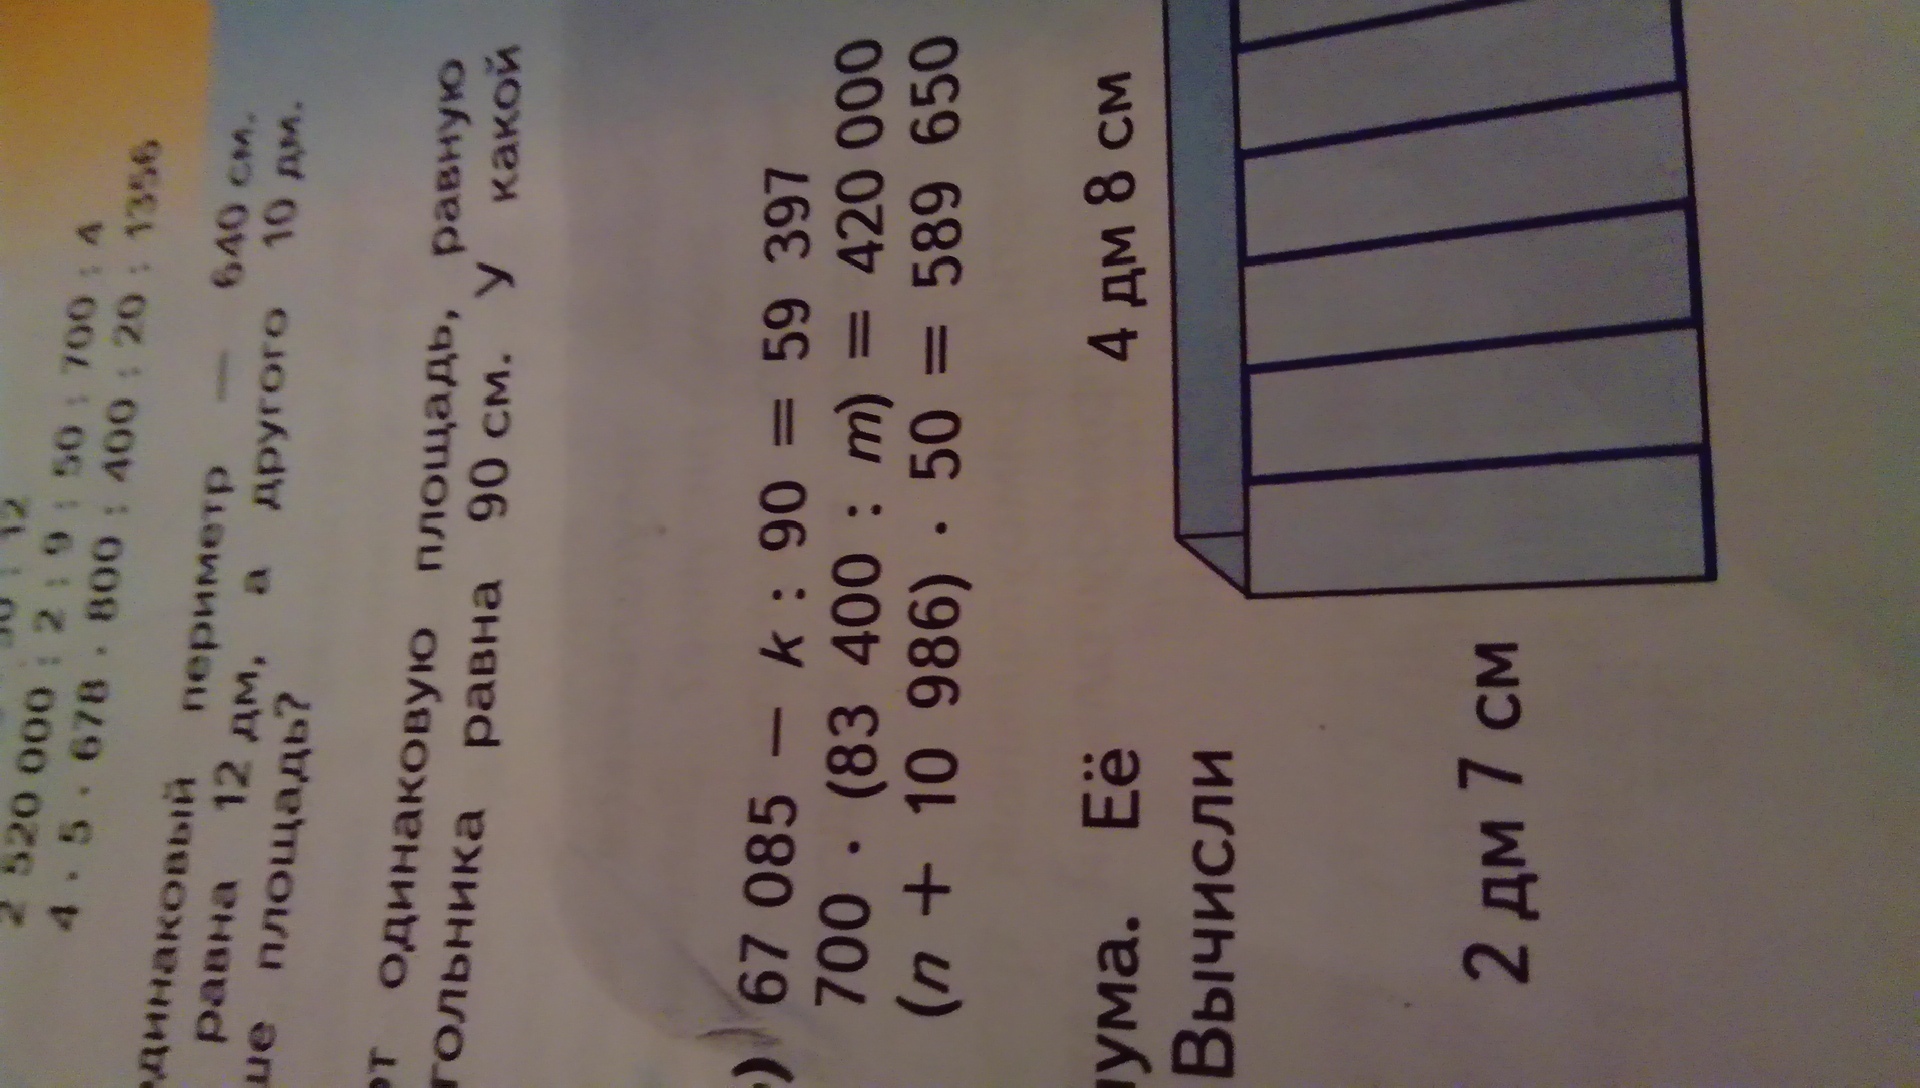 2 520 000 : 2 : 9 : 50 : 700 : 4
4 · 5 · 678 · 800 : 400 : 20 : 1356
динаковый периметр — 640 см.
равна 12 дм, а другого 10 дм.
ше площадь?
одинаковую площадь, равную
гольника равна 90 см. У какой
) 67 085 − k : 90 = 59 397
700 · (83 400 : m) = 420 000
(n + 10 986) · 50 = 589 650
ума. Её
4 дм 8 см
Вычисли
2 дм 7 см